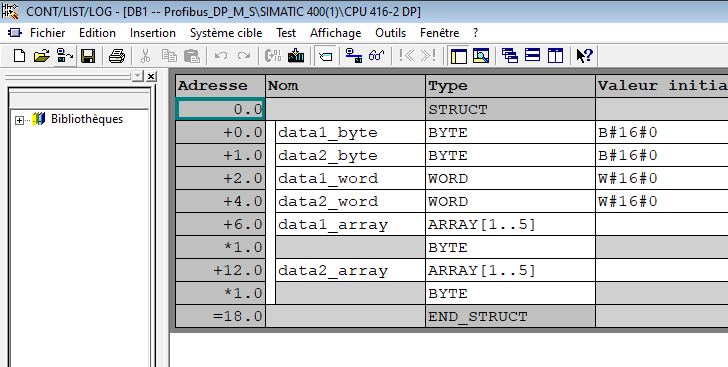 CONT/LIST/LOG - [DB1 -- Profibus_DP_M_S\SIMATIC 400(1)\CPU 416-2 DP]
Fichier Edition Insertion Système cible Test Affichage Outils Fenêtre ?
Bibliothèques
Adresse Nom Type Valeur initia
0.0 STRUCT
+0.0 data1_byte BYTE B#16#0
+1.0 data2_byte BYTE B#16#0
+2.0 data1_word WORD W#16#0
+4.0 data2_word WORD W#16#0
+6.0 data1_array ARRAY[1..5]
*1.0 BYTE
+12.0 data2_array ARRAY[1..5]
*1.0 BYTE
=18.0 END_STRUCT